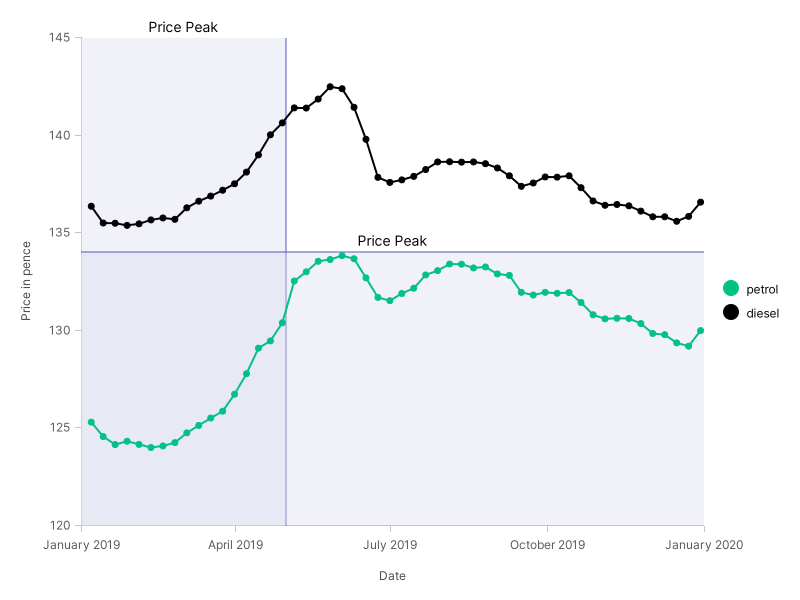 Price Peak
145
140
135
130
125
120
Price in pence
Price Peak
January 2019
April 2019
July 2019
October 2019
January 2020
Date
petrol
diesel